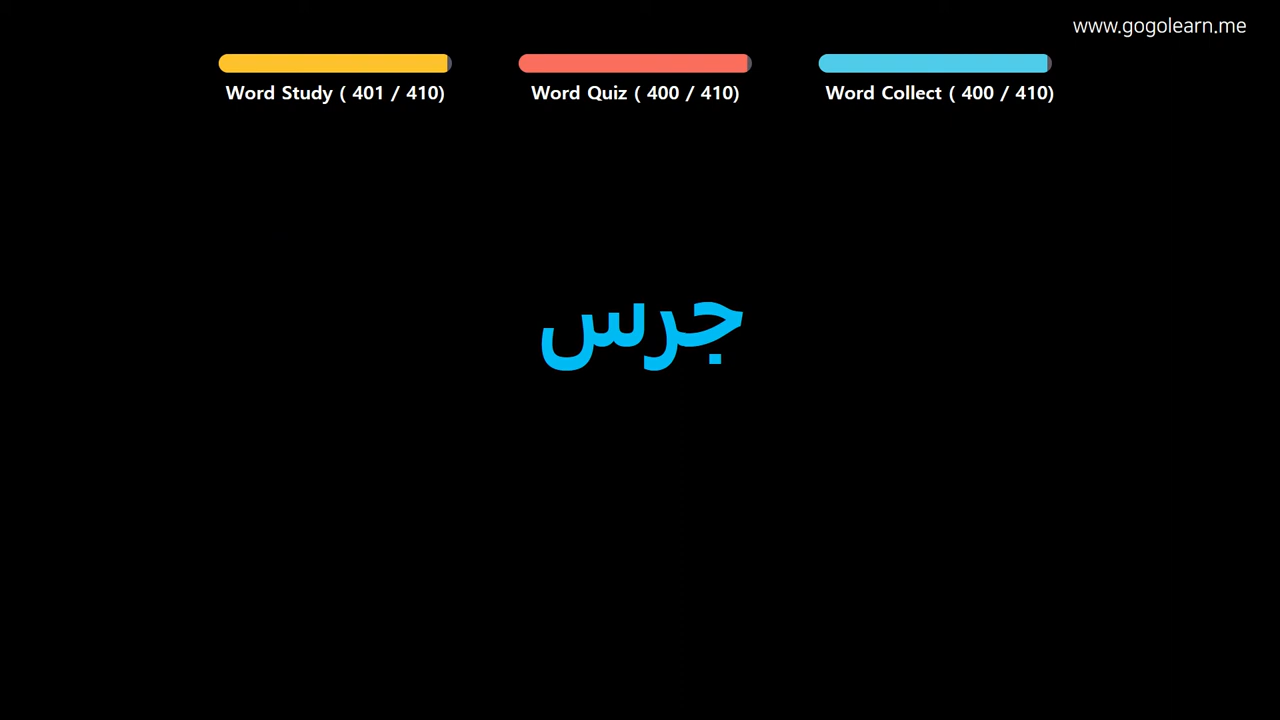 www.gogolearn.me
Word Study ( 401 / 410)
Word Quiz ( 400 / 410)
Word Collect ( 400 / 410)
جرس